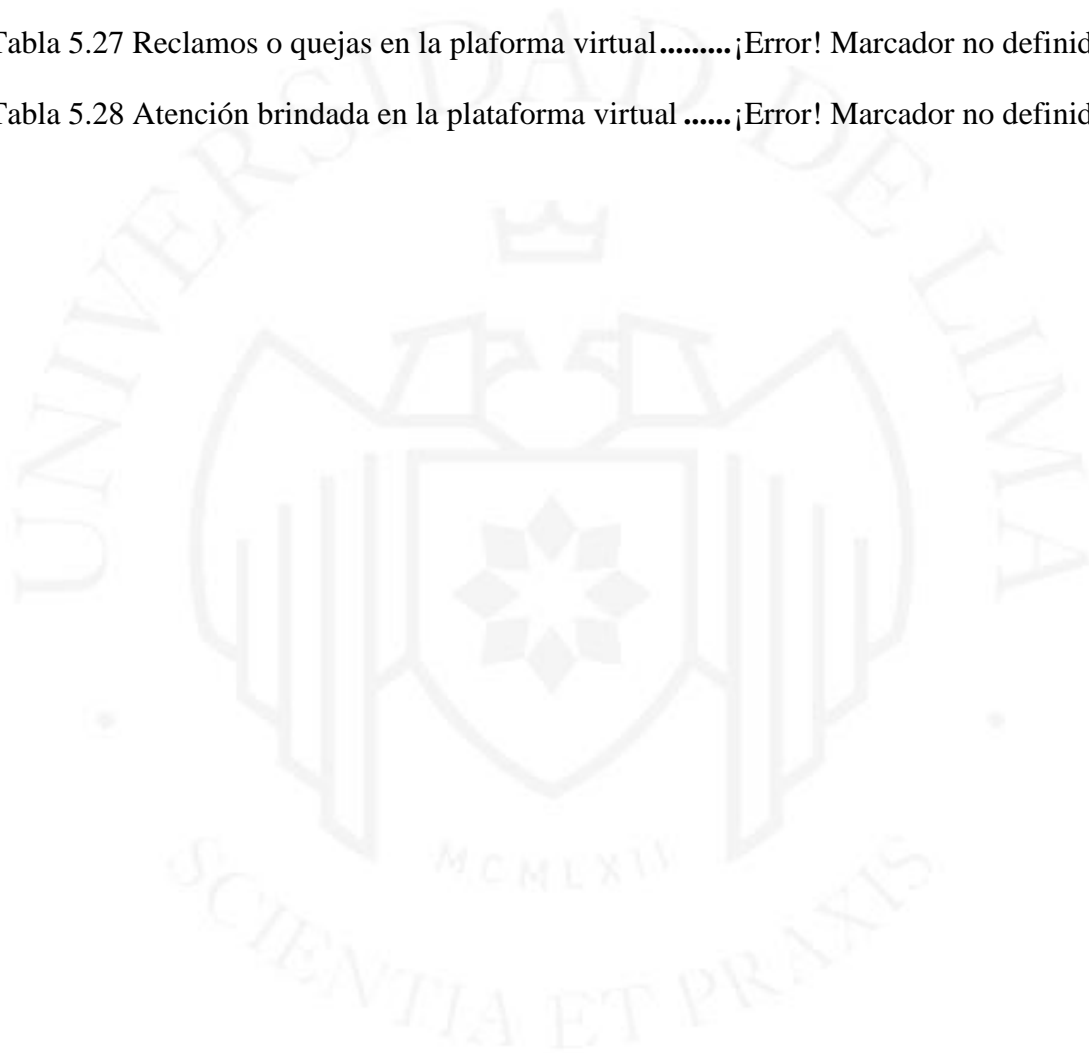 Tabla 5.27 Reclamos o quejas en la plaforma virtual.........¡Error! Marcador no definid
Tabla 5.28 Atención brindada en la plataforma virtual ......¡Error! Marcador no definid
UNIVERSIDAD DE LIMA
MCMLXII
SCIENTIA ET PRAXIS